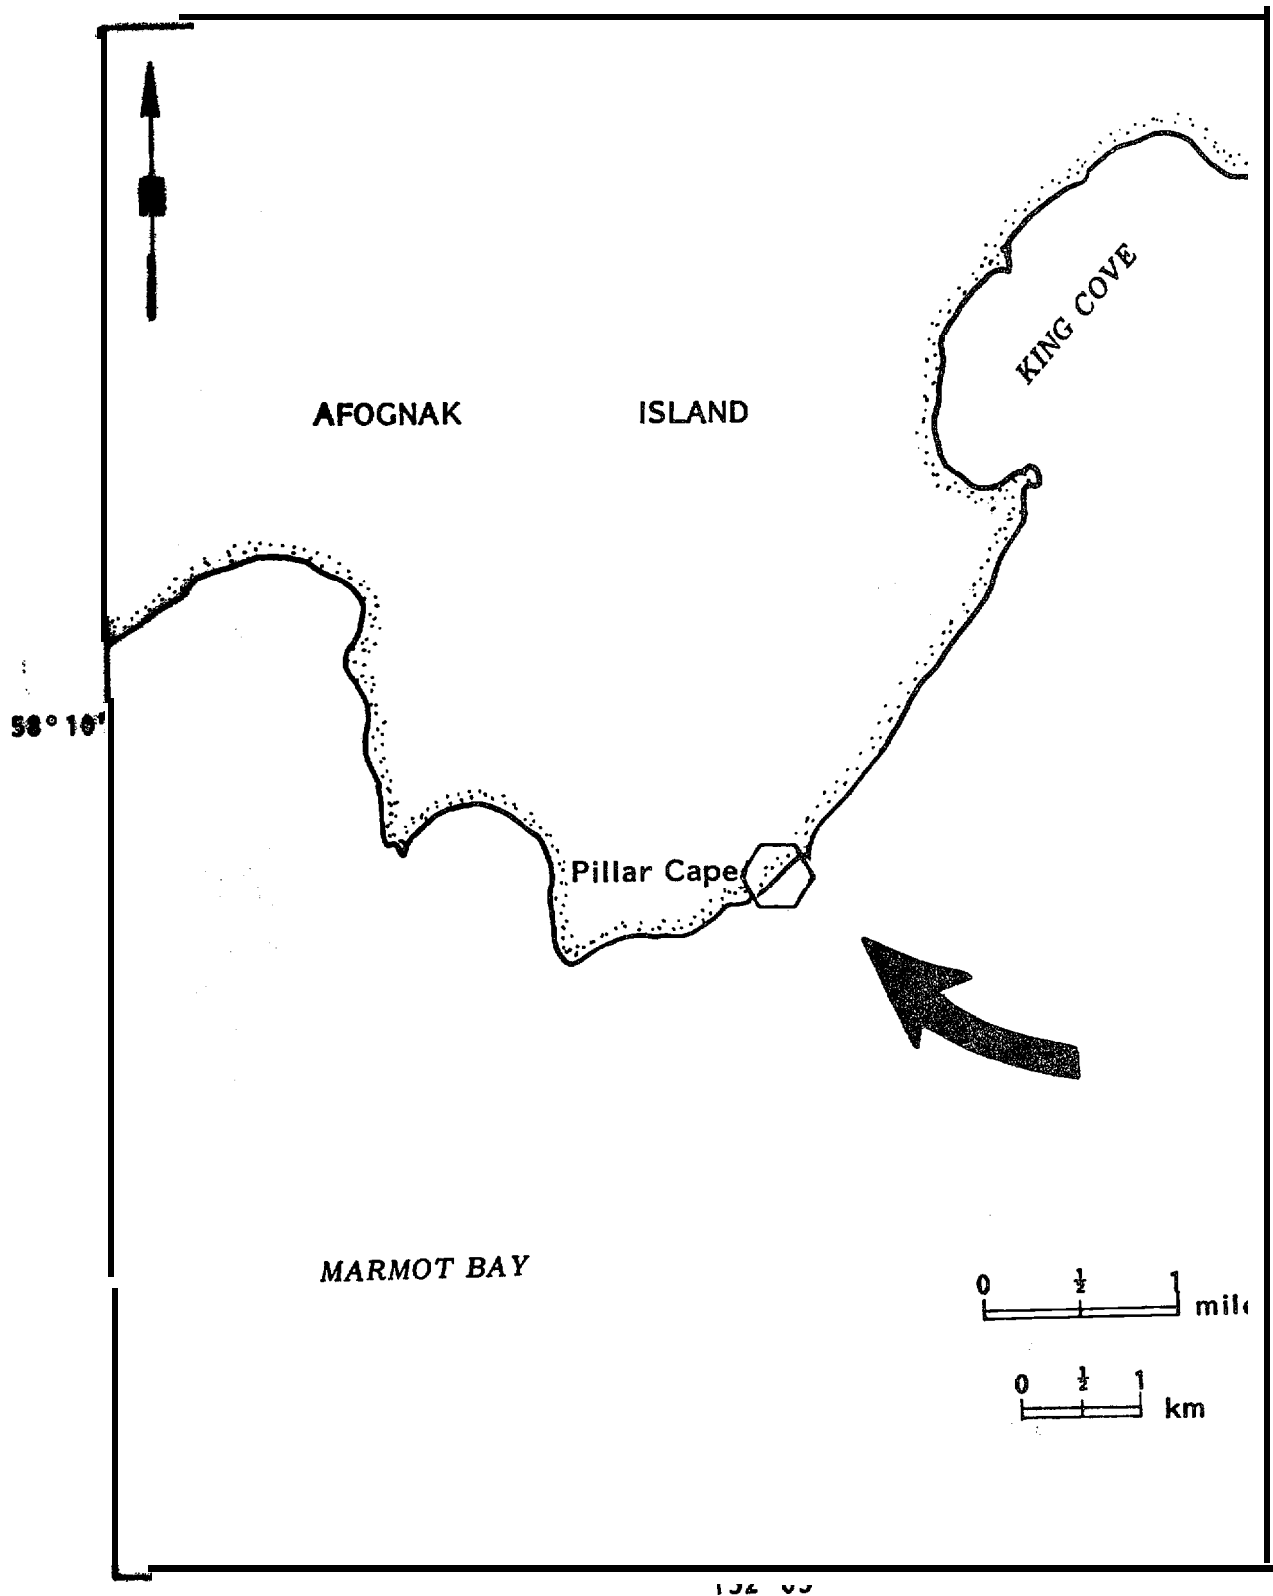 KING COVE
AFOGNAK ISLAND
58° 10'
Pillar Cape
MARMOT BAY
0 ½ 1
0 ½ 1
km